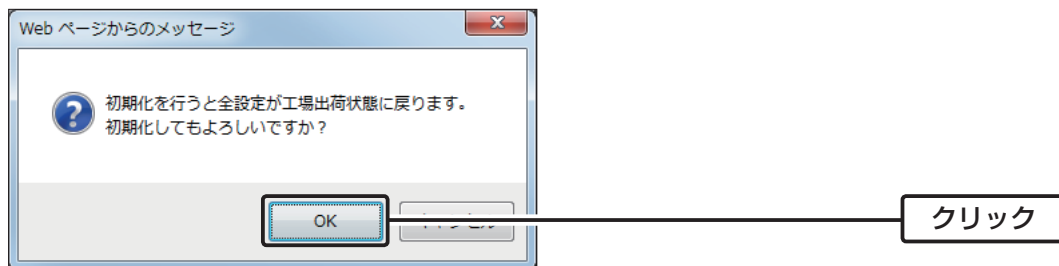 Web ページからのメッセージ
初期化を行うと全設定が工場出荷状態に戻ります。
初期化してもよろしいですか？
OK
クリック